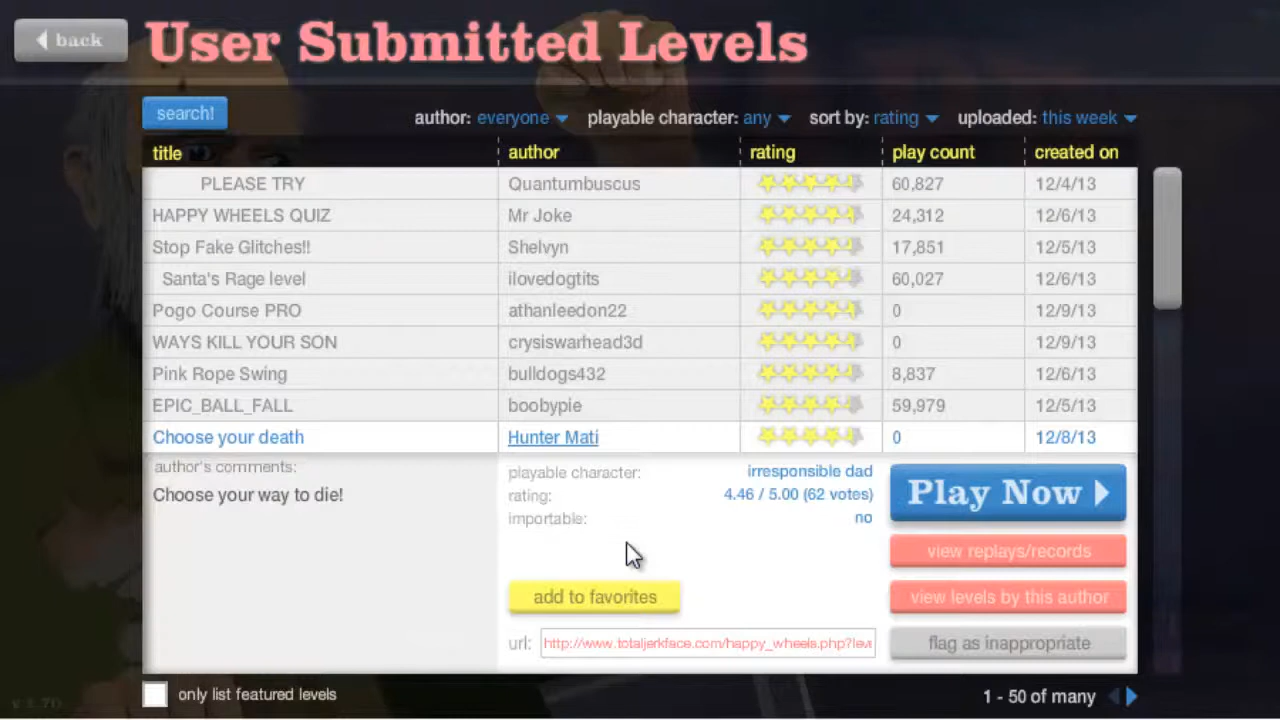 back
User Submitted Levels
search!
author: everyone playable character: any sort by: rating uploaded: this week
title author rating play count created on
PLEASE TRY Quantumbuscus 60,827 12/4/13
HAPPY WHEELS QUIZ Mr Joke 24,312 12/6/13
Stop Fake Glitches!! Shelvyn 17,851 12/5/13
Santa's Rage level ilovedogtits 60,027 12/6/13
Pogo Course PRO athanleedon22 0 12/9/13
WAYS KILL YOUR SON crysiswarhead3d 0 12/9/13
Pink Rope Swing bulldogs432 8,837 12/6/13
EPIC_BALL_FALL boobypie 59,979 12/5/13
Choose your death Hunter Mati 0 12/8/13
author's comments:
Choose your way to die!
playable character: irresponsible dad
rating: 4.46 / 5.00 (62 votes)
importable: no
add to favorites
url: http://www.totaljerkface.com/happy_wheels.php?leve
Play Now
view replays/records
view levels by this author
flag as inappropriate
only list featured levels
1 - 50 of many
v 1.70